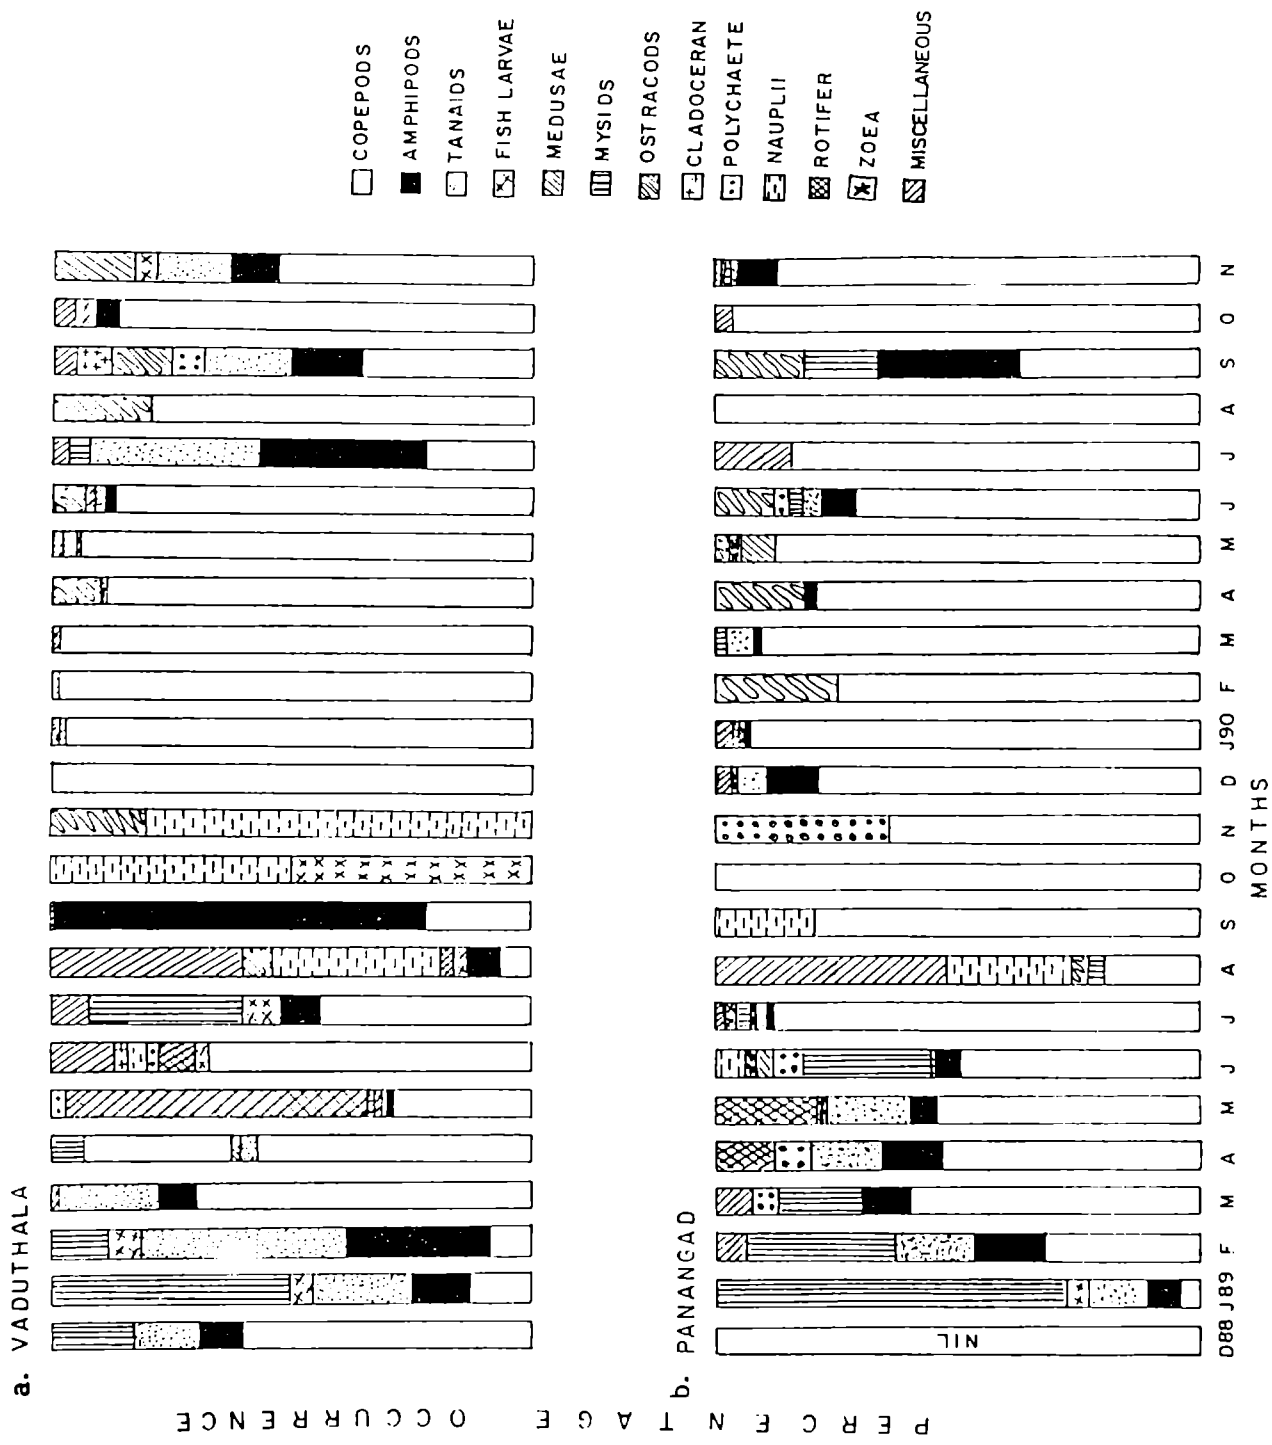 a. VADUTHALA
b. PANANGAD
PERCENTAGE OCCURRENCE
NIL
D88 J89 F M A M J J A S O N D J90 F M A M J J A S O N
MONTHS
COPEPODS
AMPHIPODS
TANAIDS
FISH LARVAE
MEDUSAE
MYSIDS
OSTRACODS
CLADOCERAN
POLYCHAETE
NAUPLII
ROTIFER
ZOEA
MISCELLANEOUS